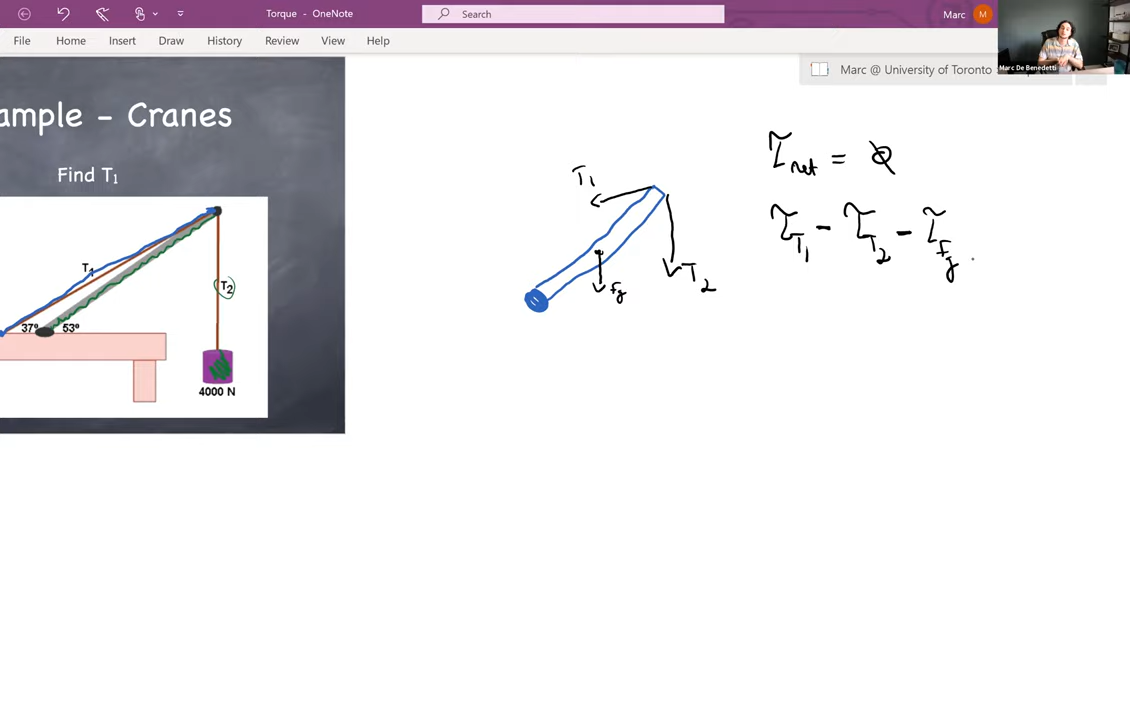 Torque - OneNote
Search
Marc
M
File Home Insert Draw History Review View Help
Marc De Benedetti
Marc @ University of Toronto
ample - Cranes
Find T₁
T₁
T₂
37° 53°
4000 N
T₁
T₂
Fg
τnet = 0
τT₁ - τT₂ - τFg